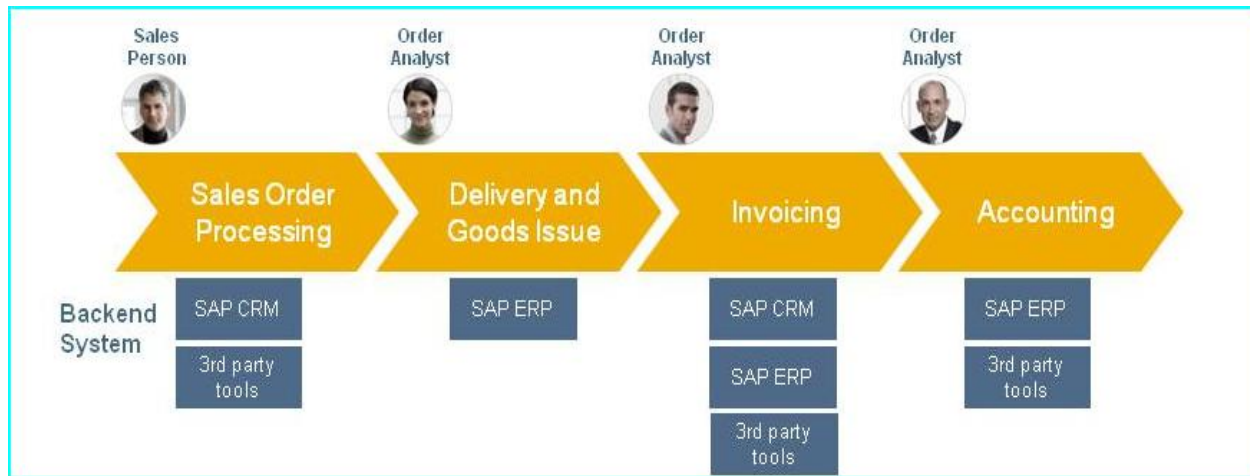 Sales
Person
Order
Analyst
Order
Analyst
Order
Analyst
Sales Order
Processing
Delivery and
Goods Issue
Invoicing
Accounting
Backend
System
SAP CRM
3rd party
tools
SAP ERP
SAP CRM
SAP ERP
3rd party
tools
SAP ERP
3rd party
tools